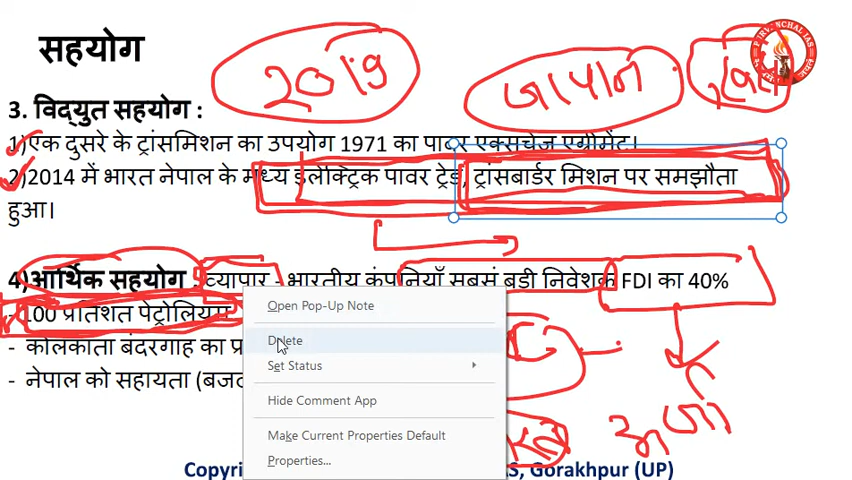 सहयोग
2019
जापान
3. विद्युत सहयोग :
1)एक दुसरे के ट्रांसमिशन का उपयोग 1971 का पावर एक्सचेंज एग्रीमेंट।
2)2014 में भारत नेपाल के मध्य इलेक्ट्रिक पावर ट्रेड, ट्रांसबार्डर मिशन पर समझौता
हुआ।
4)आर्थिक सहयोग : व्यापार - भारतीय कंपनियाँ सबसे बडी निवेशक FDI का 40%
- 100 प्रतिशत पेट्रोलियम
- कोलकाता बंदरगाह का
- नेपाल को सहायता
Open Pop-Up Note
Delete
Set Status
Hide Comment App
Make Current Properties Default
Properties...
Gorakhpur (UP)